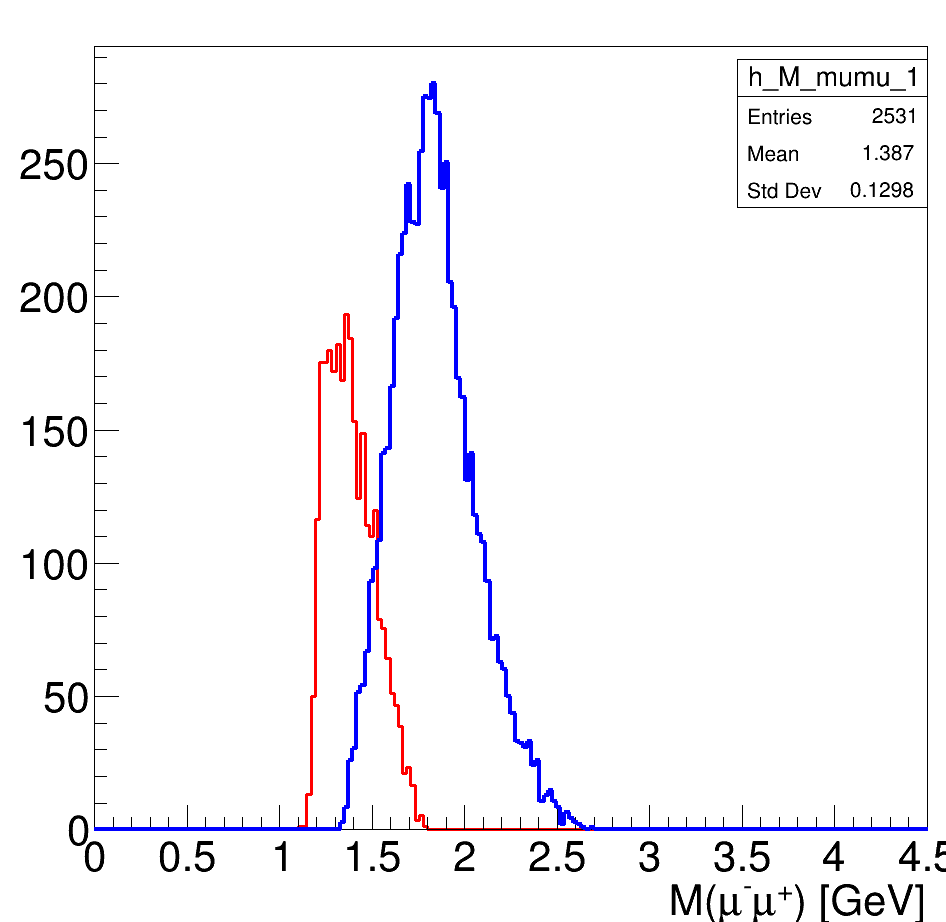 h_M_mumu_1
Entries 2531
Mean 1.387
Std Dev 0.1298
250
200
150
100
50
0
0 0.5 1 1.5 2 2.5 3 3.5 4 4.5
M(μ⁻μ⁺) [GeV]